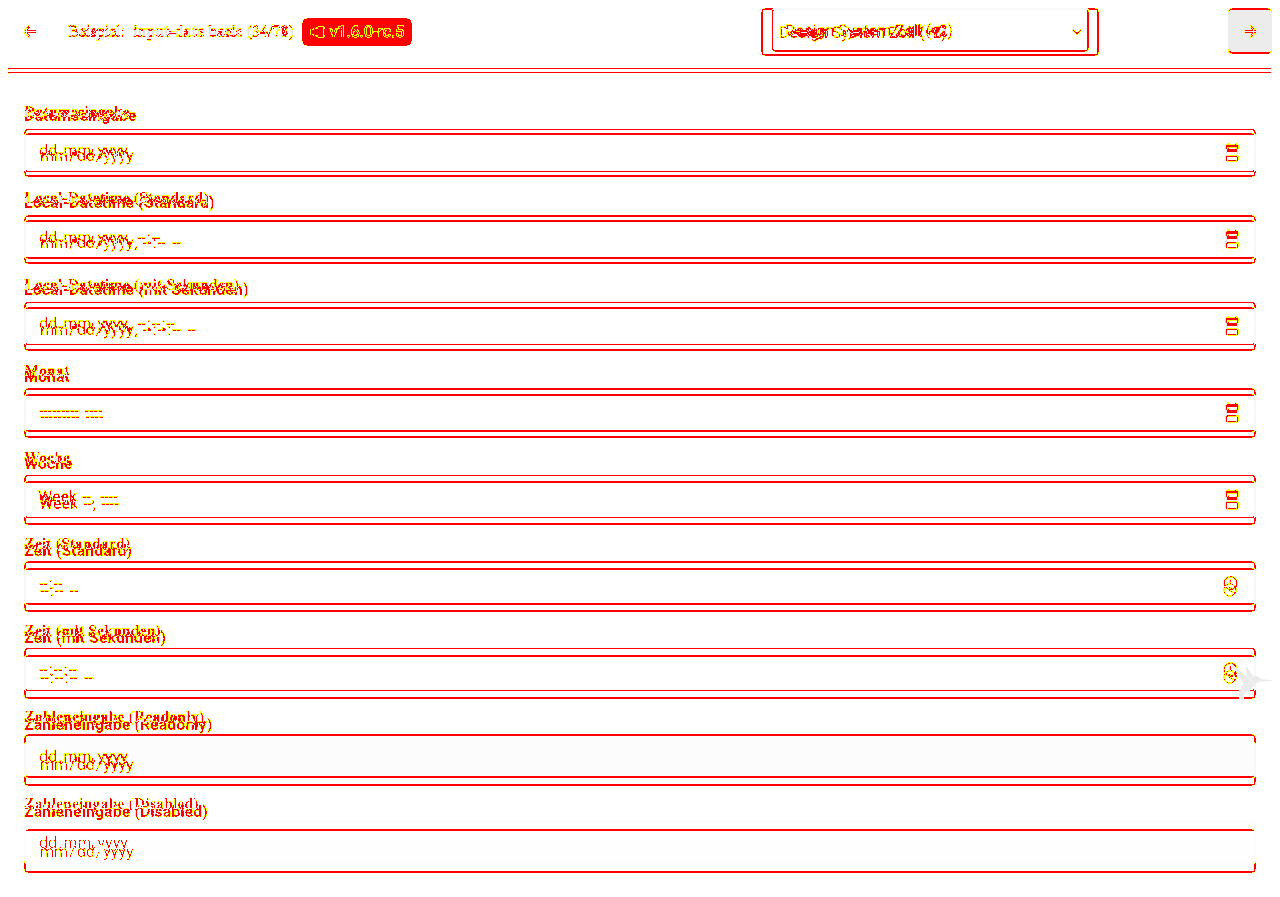 Beispiel: input-date basic (34/78) v1.6.0-rc.5
Design System Zoll (v2)
Datumseingabe
dd.mm.yyyy
mm/dd/yyyy
Local-Datetime (Standard)
dd.mm.yyyy, --:--
mm/dd/yyyy, --:-- --
Local-Datetime (mit Sekunden)
dd.mm.yyyy, --:--:--
mm/dd/yyyy, --:--:-- --
Monat
--------- ----
Woche
Week --, ----
Week --, ----
Zeit (Standard)
--:--
--:-- --
Zeit (mit Sekunden)
--:--:--
--:--:-- --
Zahleneingabe (Readonly)
dd.mm.yyyy
mm/dd/yyyy
Zahleneingabe (Disabled)
dd.mm.yyyy
mm/dd/yyyy